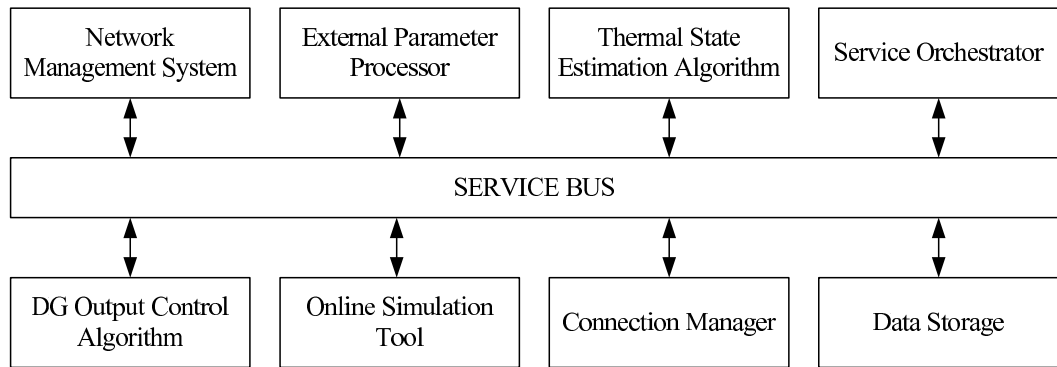 Network
Management System
External Parameter
Processor
Thermal State
Estimation Algorithm
Service Orchestrator
SERVICE BUS
DG Output Control
Algorithm
Online Simulation
Tool
Connection Manager
Data Storage